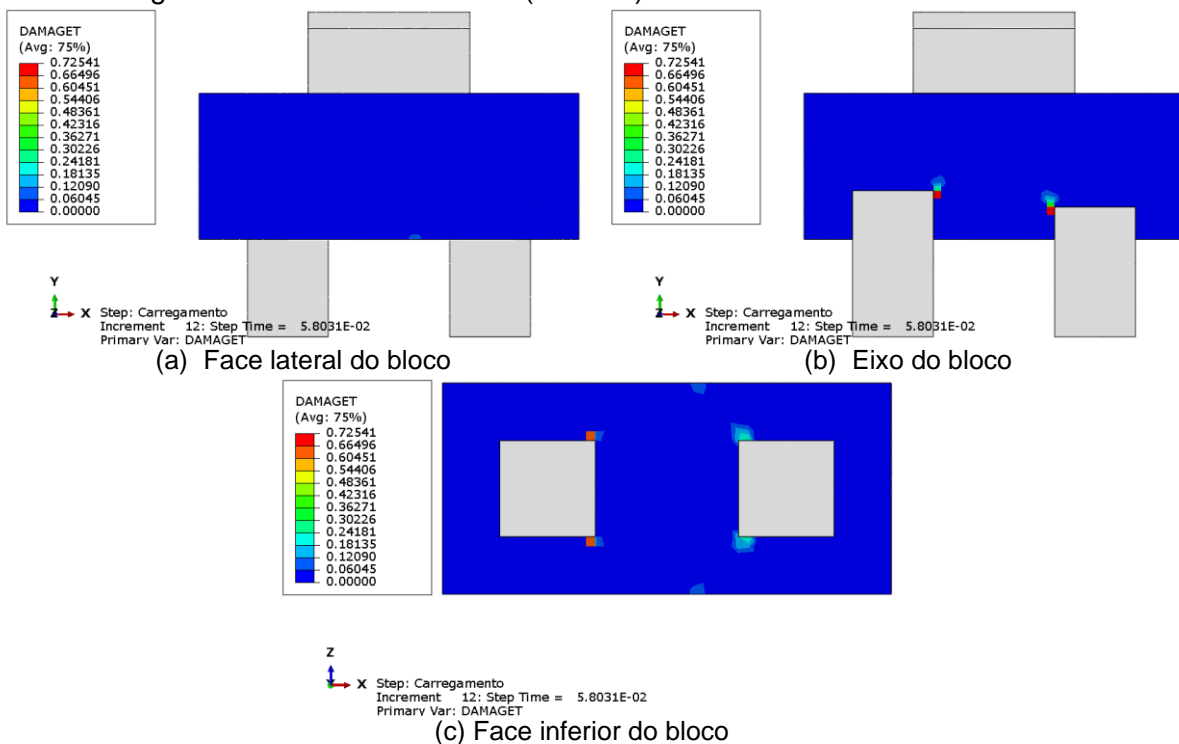 DAMAGET
(Avg: 75%)
0.72541
0.66496
0.60451
0.54406
0.48361
0.42316
0.36271
0.30226
0.24181
0.18135
0.12090
0.06045
0.00000
Y
Z X
Step: Carregamento
Increment 12: Step Time = 5.8031E-02
Primary Var: DAMAGET
(a) Face lateral do bloco
DAMAGET
(Avg: 75%)
0.72541
0.66496
0.60451
0.54406
0.48361
0.42316
0.36271
0.30226
0.24181
0.18135
0.12090
0.06045
0.00000
Y
Z X
Step: Carregamento
Increment 12: Step Time = 5.8031E-02
Primary Var: DAMAGET
(b) Eixo do bloco
DAMAGET
(Avg: 75%)
0.72541
0.66496
0.60451
0.54406
0.48361
0.42316
0.36271
0.30226
0.24181
0.18135
0.12090
0.06045
0.00000
Z
Y X
Step: Carregamento
Increment 12: Step Time = 5.8031E-02
Primary Var: DAMAGET
(c) Face inferior do bloco